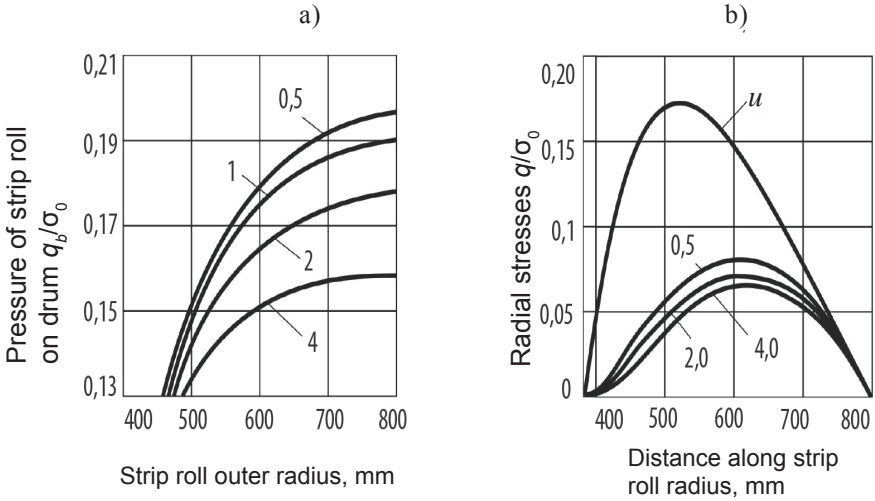 a)
0,21
0,19
0,17
0,15
0,13
0,5
1
2
4
400 500 600 700 800
Pressure of strip roll
on drum qb/σ0
Strip roll outer radius, mm
b)
0,20
0,15
0,1
0,05
0
u
0,5
2,0
4,0
400 500 600 700 800
Radial stresses q/σ0
Distance along strip
roll radius, mm